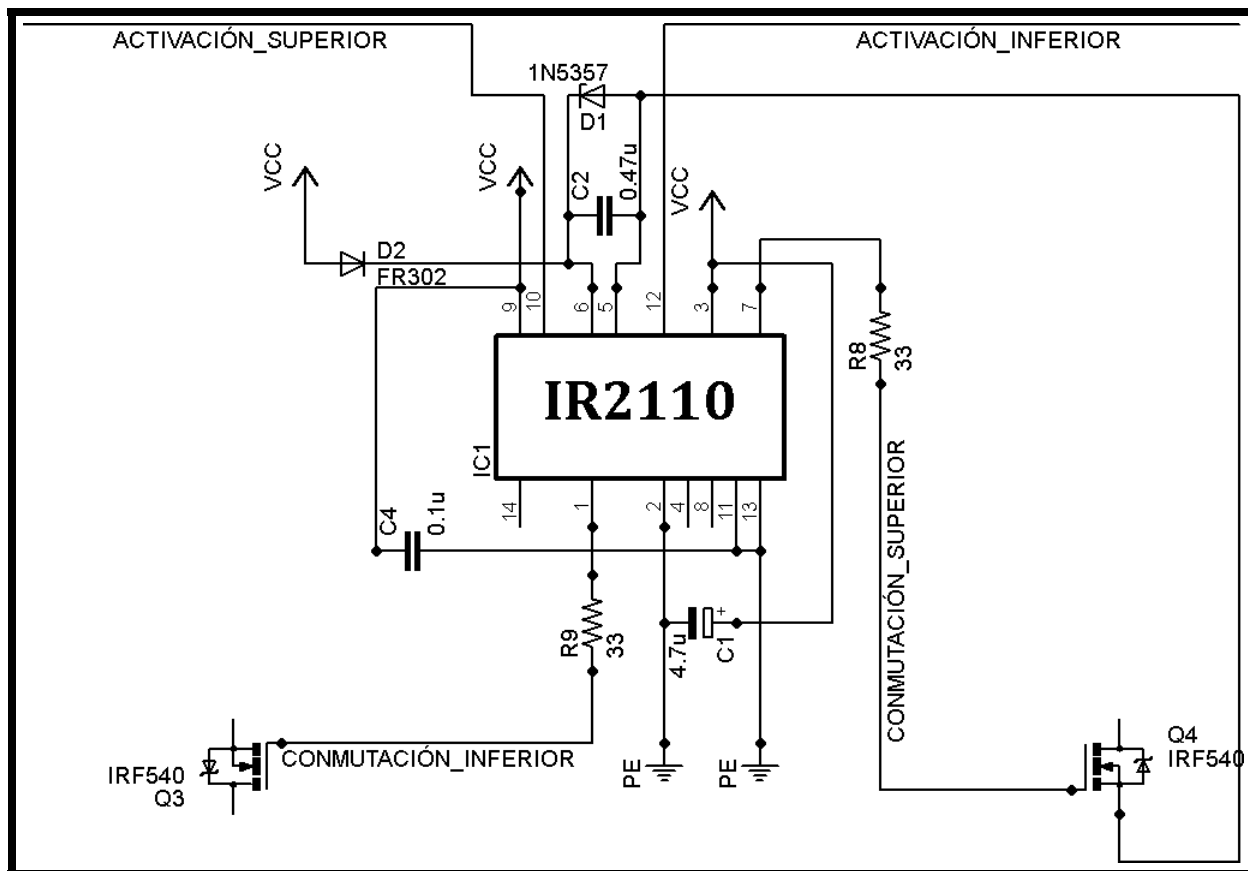 ACTIVACIÓN_SUPERIOR
ACTIVACIÓN_INFERIOR
1N5357
D1
VCC
VCC
C2
0.47u
VCC
D2
FR302
9
10
6
5
12
3
7
R8
33
IR2110
IC1
14
1
2
4
8
11
13
C4
0.1u
CONMUTACIÓN_SUPERIOR
R9
33
4.7u
+
C1
CONMUTACIÓN_INFERIOR
IRF540
Q3
PE
PE
Q4
IRF540